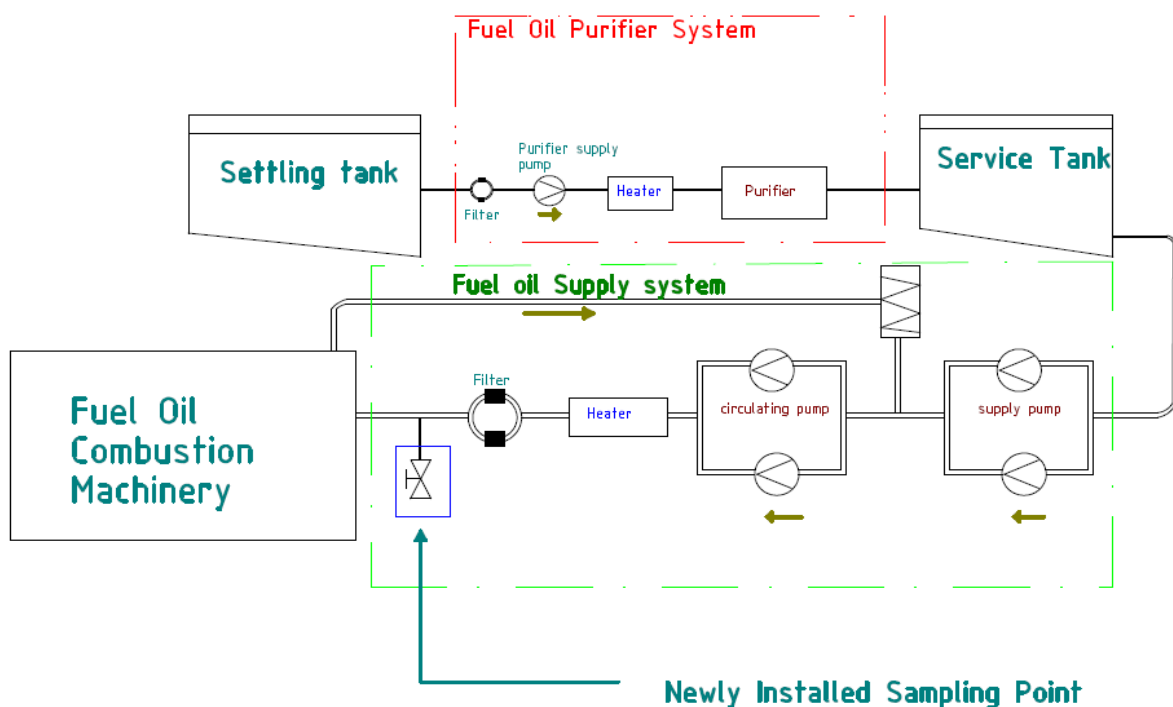 Fuel Oil Purifier System
Settling tank
Purifier supply
pump
Filter
Heater
Purifier
Service Tank
Fuel oil Supply system
Fuel Oil
Combustion
Machinery
Filter
Heater
circulating pump
supply pump
Newly Installed Sampling Point